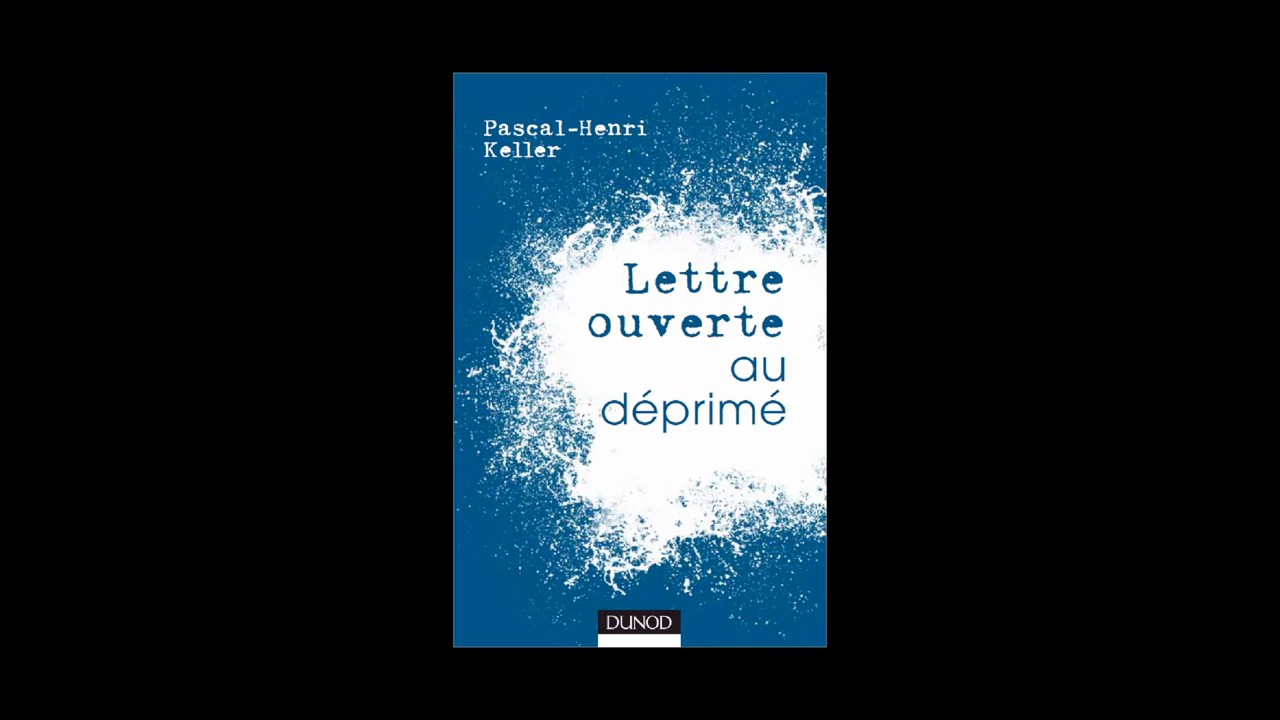 Pascal-Henri
Keller
Lettre
ouverte
au
déprimé
DUNOD